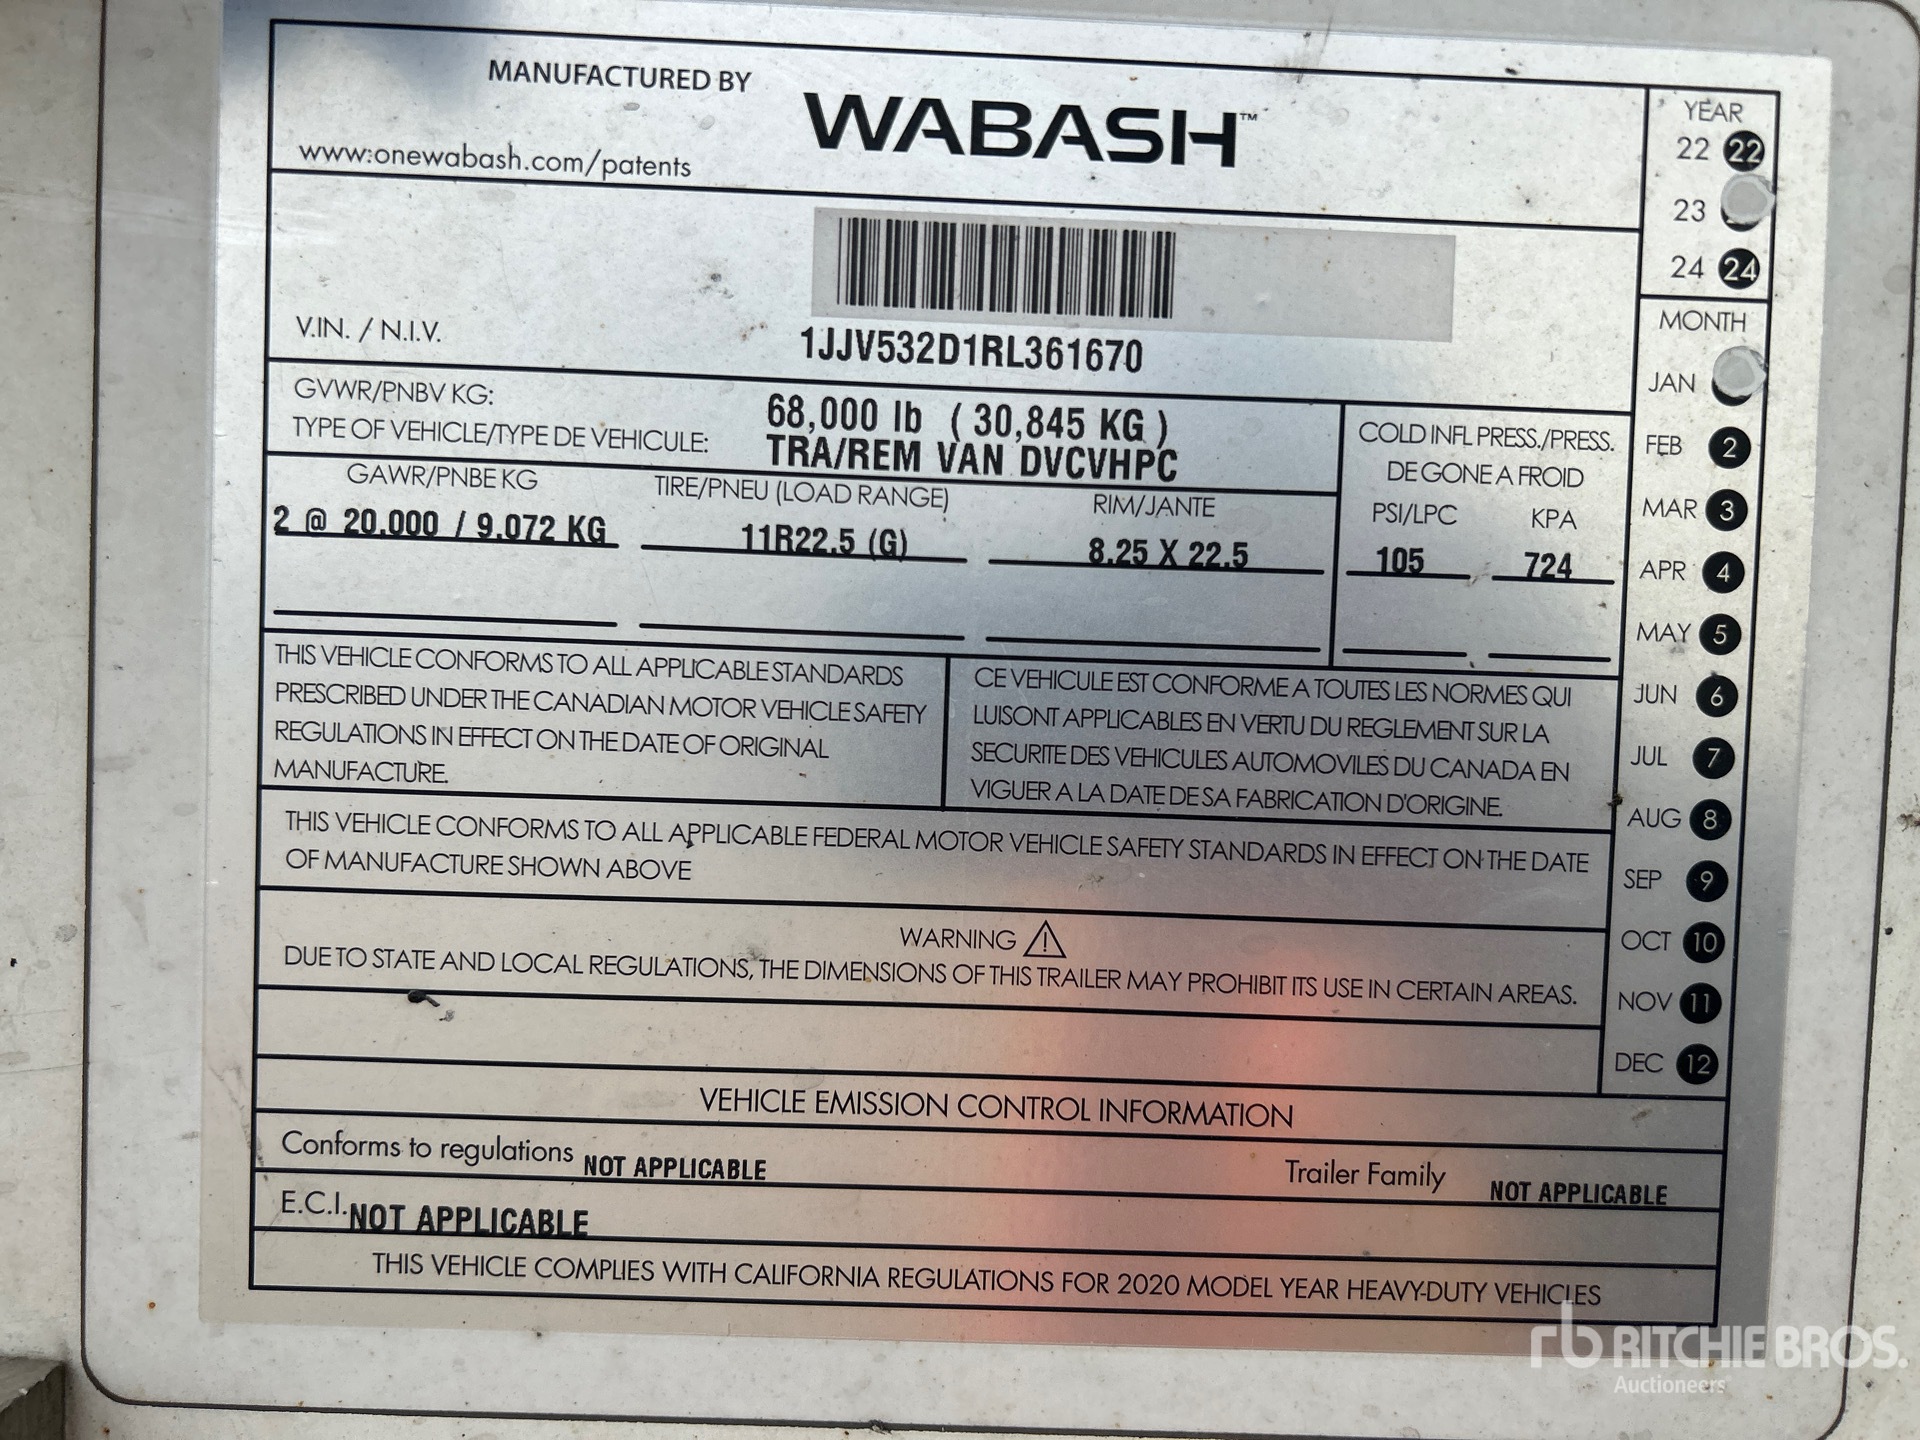 MANUFACTURED BY
WABASH™
www.onewabash.com/patents
V.IN. / N.I.V.
1JJV532D1RL361670
GVWR/PNBV KG:
68,000 lb ( 30,845 KG )
TYPE OF VEHICLE/TYPE DE VEHICULE:
TRA/REM VAN DVCVHPC
GAWR/PNBE KG
TIRE/PNEU (LOAD RANGE)
RIM/JANTE
COLD INFL PRESS./PRESS.
DE GONE A FROID
PSI/LPC
KPA
2 @ 20,000 / 9,072 KG
11R22.5 (G)
8.25 X 22.5
105
724
THIS VEHICLE CONFORMS TO ALL APPLICABLE STANDARDS
PRESCRIBED UNDER THE CANADIAN MOTOR VEHICLE SAFETY
REGULATIONS IN EFFECT ON THE DATE OF ORIGINAL
MANUFACTURE.
CE VEHICULE EST CONFORME A TOUTES LES NORMES QUI
LUISONT APPLICABLES EN VERTU DU REGLEMENT SUR LA
SECURITE DES VEHICULES AUTOMOVILES DU CANADA EN
VIGUER A LA DATE DE SA FABRICATION D'ORIGINE.
THIS VEHICLE CONFORMS TO ALL APPLICABLE FEDERAL MOTOR VEHICLE SAFETY STANDARDS IN EFFECT ON THE DATE
OF MANUFACTURE SHOWN ABOVE
WARNING
DUE TO STATE AND LOCAL REGULATIONS, THE DIMENSIONS OF THIS TRAILER MAY PROHIBIT ITS USE IN CERTAIN AREAS.
YEAR
22 22
23
24 24
MONTH
JAN
FEB 2
MAR 3
APR 4
MAY 5
JUN 6
JUL 7
AUG 8
SEP 9
OCT 10
NOV 11
DEC 12
VEHICLE EMISSION CONTROL INFORMATION
Conforms to regulations NOT APPLICABLE
Trailer Family NOT APPLICABLE
E.C.I. NOT APPLICABLE
THIS VEHICLE COMPLIES WITH CALIFORNIA REGULATIONS FOR 2020 MODEL YEAR HEAVY-DUTY VEHICLES
rb RITCHIE BROS.
Auctioneers